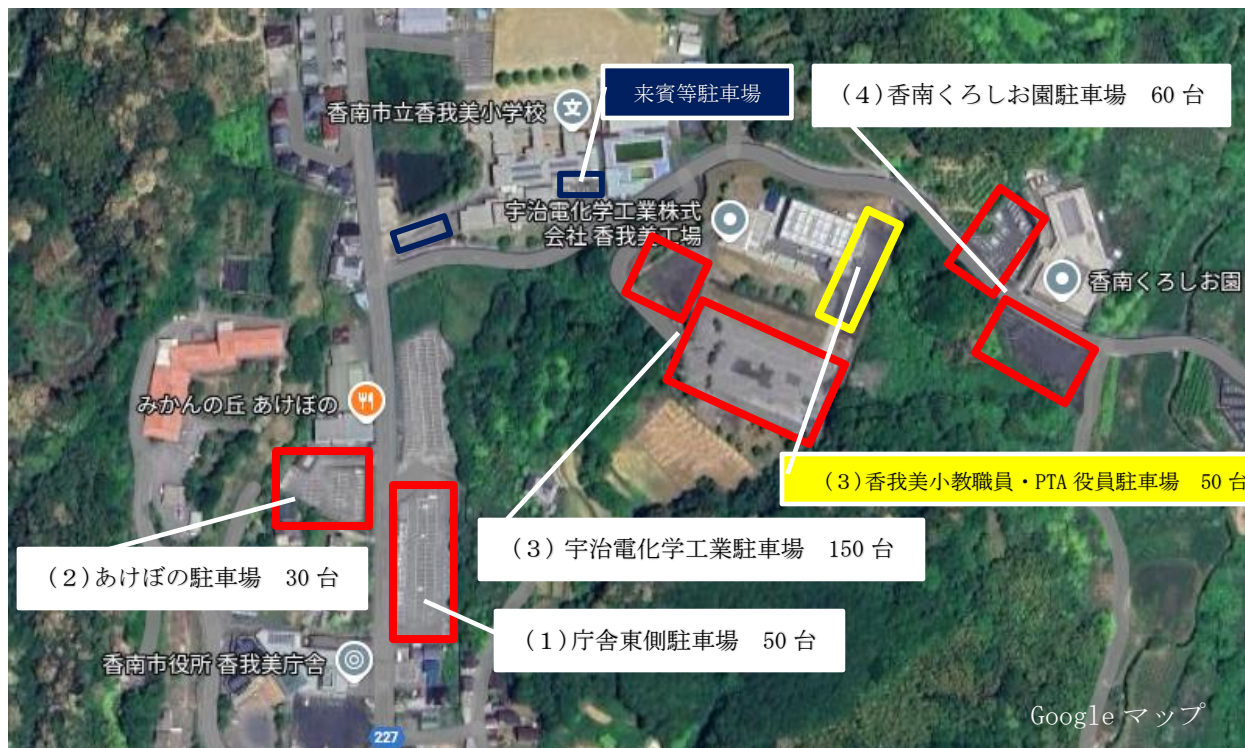 来賓等駐車場
（４）香南くろしお園駐車場　60 台
香南市立香我美小学校
文
宇治電化学工業株式
会社 香我美工場
香南くろしお園
みかんの丘 あけぼの
（３）香我美小教職員・PTA 役員駐車場　50 台
（３）宇治電化学工業駐車場　150 台
（２）あけぼの駐車場　30 台
（１）庁舎東側駐車場　50 台
香南市役所 香我美庁舎
Google マップ
227